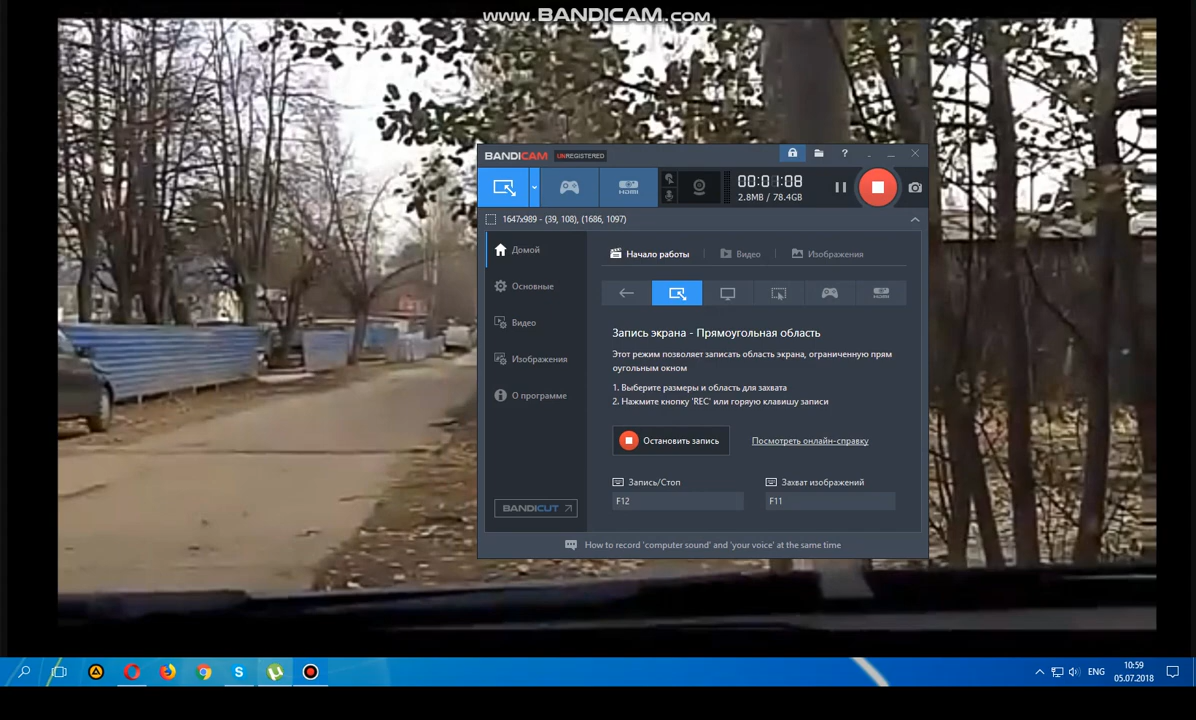 www.BANDICAM.com
BANDICAM UNREGISTERED ?
HDMI 00:01:08
2.8MB / 78.4GB
1647x989 - (39, 108), (1686, 1097)
Домой
Основные
Видео
Изображения
О программе
BANDICUT
Начало работы Видео Изображения
HDMI
Запись экрана - Прямоугольная область
Этот режим позволяет записать область экрана, ограниченную прям
оугольным окном
1. Выберите размеры и область для захвата
2. Нажмите кнопку 'REC' или горячую клавишу записи
Остановить запись Посмотреть онлайн-справку
Запись/Стоп Захват изображений
F12 F11
How to record 'computer sound' and 'your voice' at the same time
ENG 10:59
05.07.2018